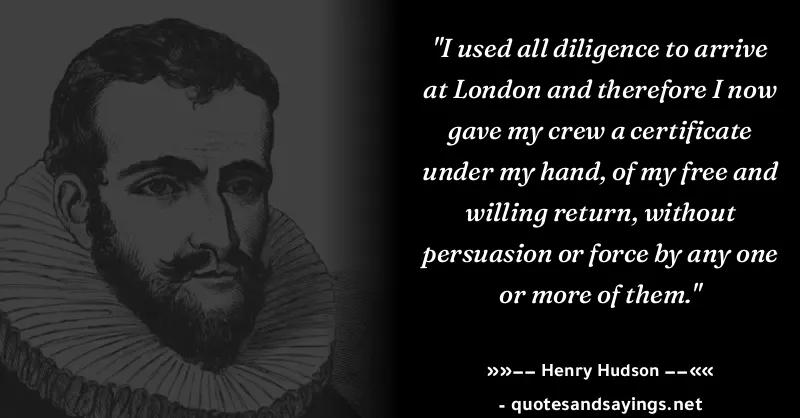 "I used all diligence to arrive
at London and therefore I now
gave my crew a certificate
under my hand, of my free and
willing return, without
persuasion or force by any one
or more of them."
»»−− Henry Hudson −−««
- quotesandsayings.net